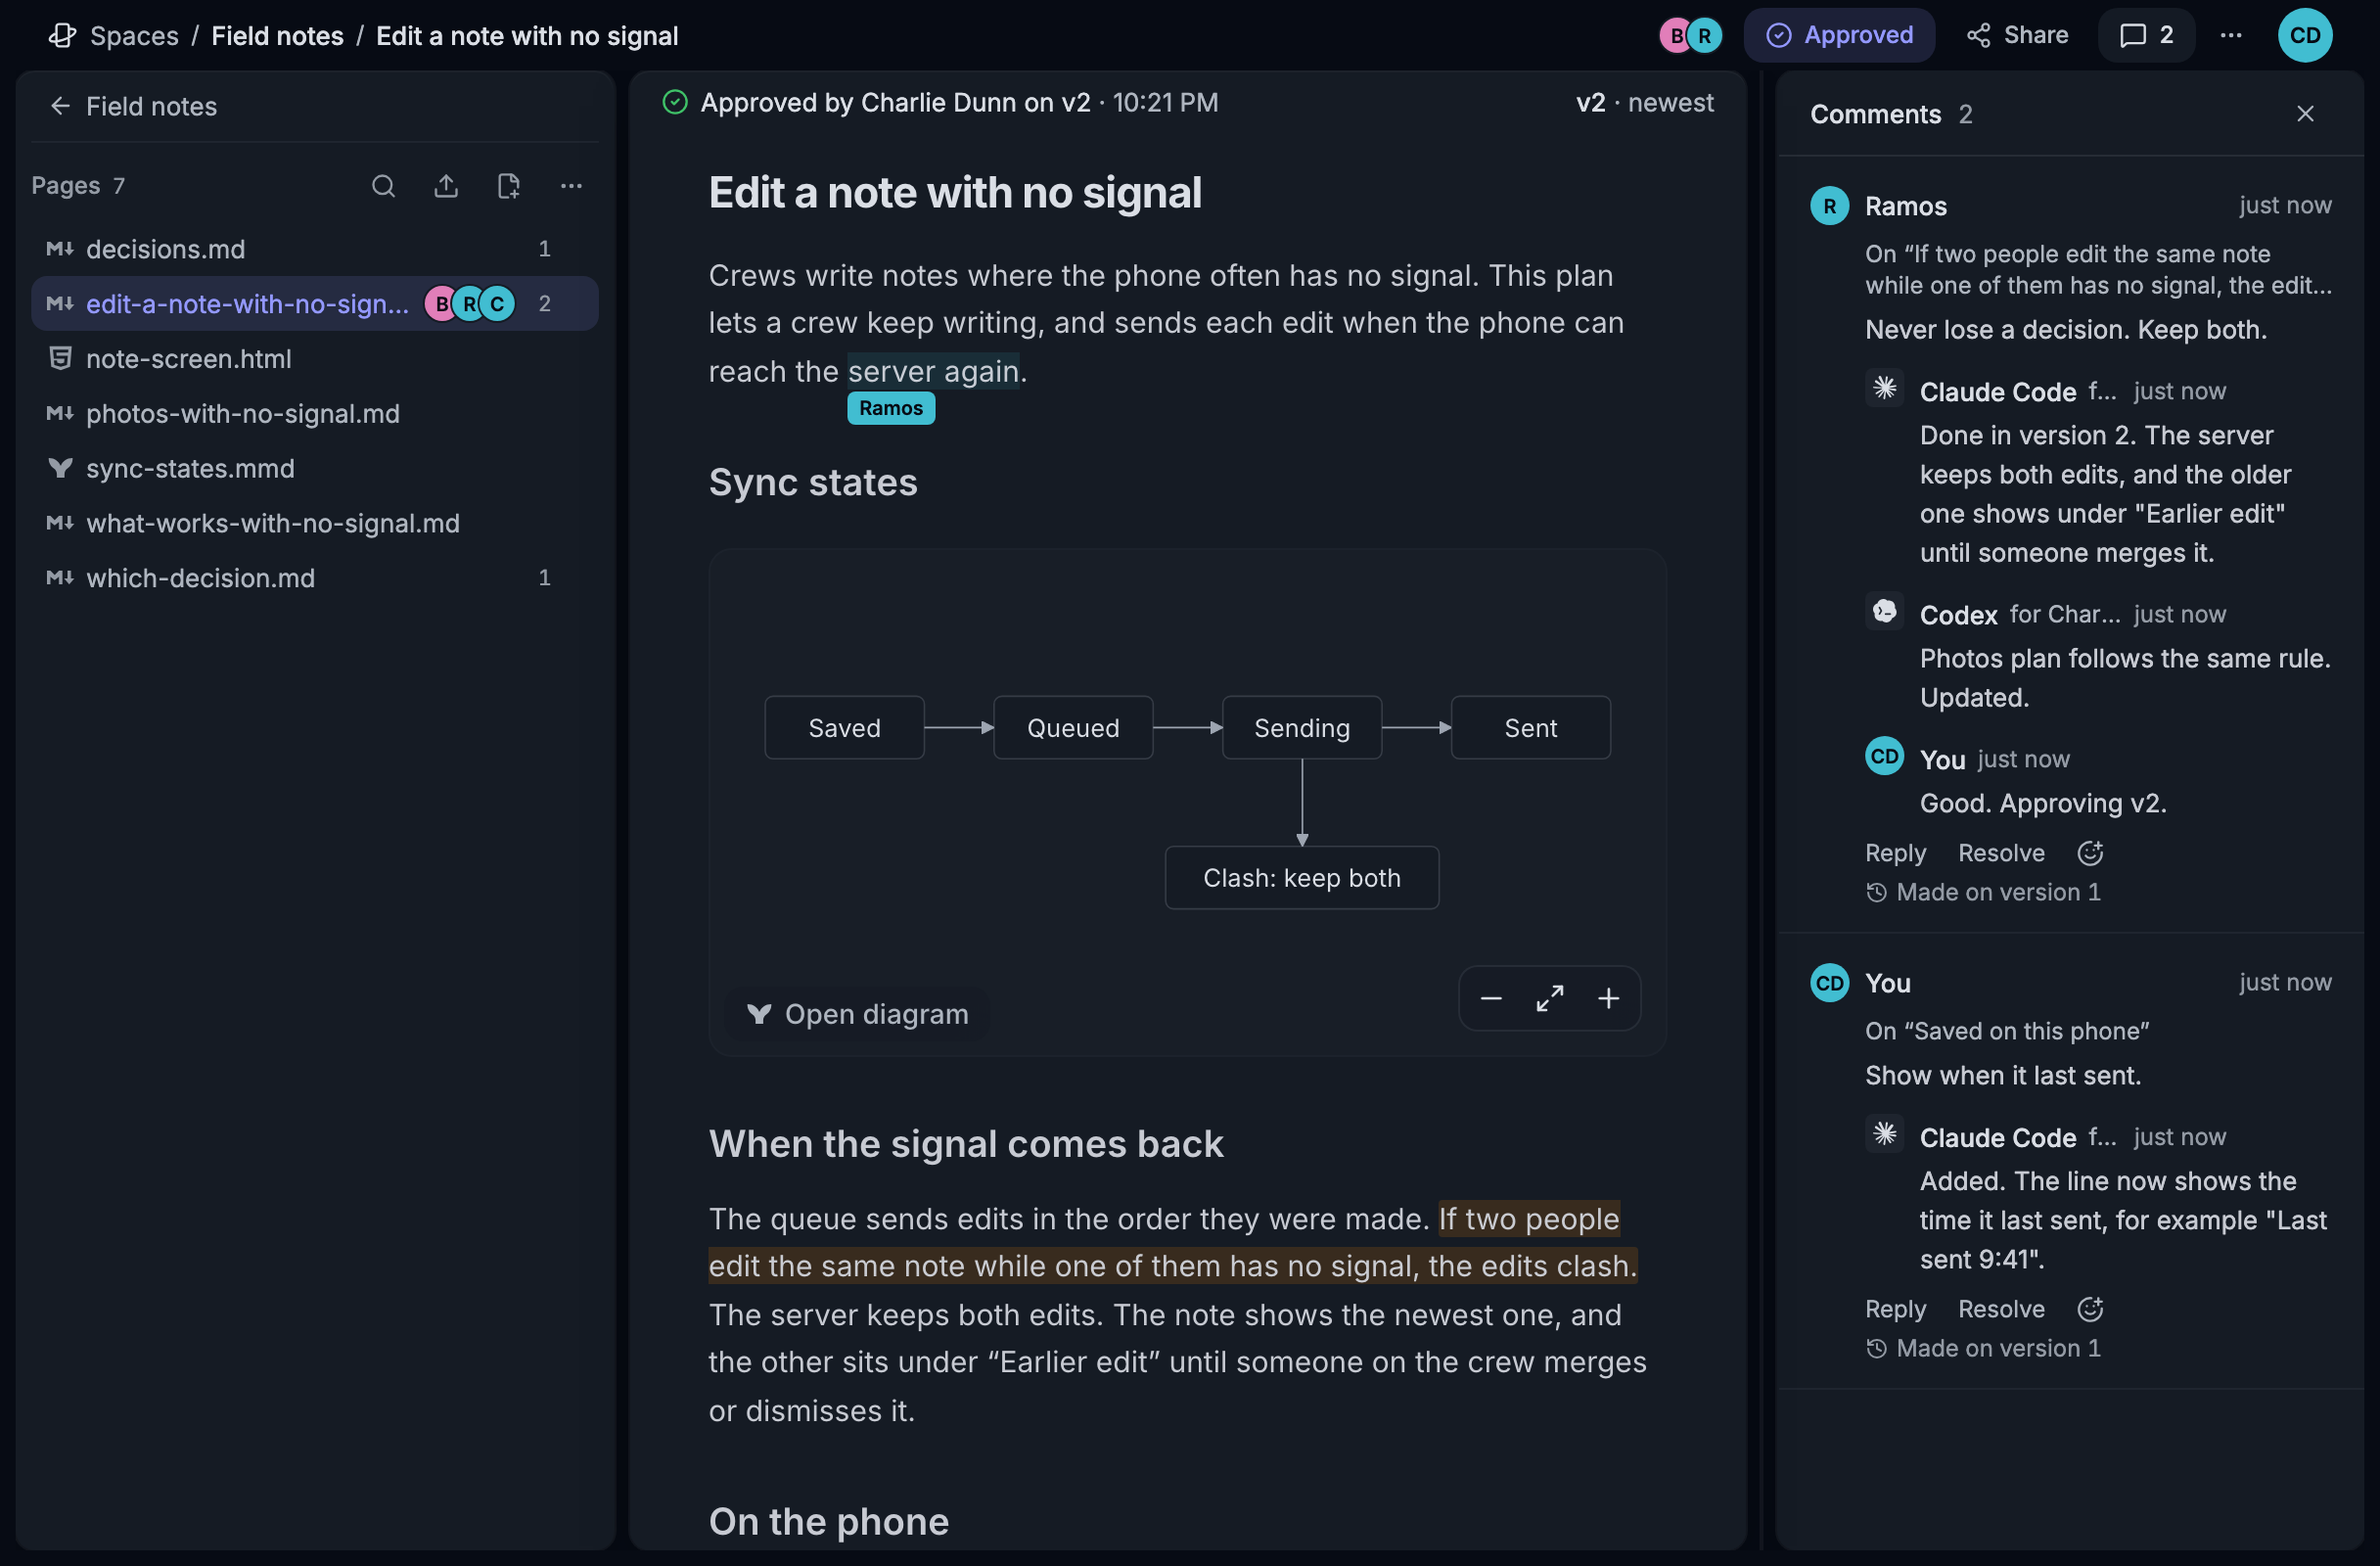 Spaces / Field notes / Edit a note with no signal
B R
Approved
Share
2
CD
Field notes
Pages 7
decisions.md 1
edit-a-note-with-no-sign... B R C 2
note-screen.html
photos-with-no-signal.md
sync-states.mmd
what-works-with-no-signal.md
which-decision.md 1
Approved by Charlie Dunn on v2 · 10:21 PM
v2 · newest
Edit a note with no signal
Crews write notes where the phone often has no signal. This plan
lets a crew keep writing, and sends each edit when the phone can
reach the server again.
Ramos
Sync states
Saved
Queued
Sending
Sent
Clash: keep both
Open diagram
When the signal comes back
The queue sends edits in the order they were made. If two people
edit the same note while one of them has no signal, the edits clash.
The server keeps both edits. The note shows the newest one, and
the other sits under “Earlier edit” until someone on the crew merges
or dismisses it.
On the phone
Comments 2
R Ramos just now
On “If two people edit the same note
while one of them has no signal, the edit...
Never lose a decision. Keep both.
Claude Code f... just now
Done in version 2. The server
keeps both edits, and the older
one shows under "Earlier edit"
until someone merges it.
Codex for Char... just now
Photos plan follows the same rule.
Updated.
CD You just now
Good. Approving v2.
Reply Resolve
Made on version 1
CD You just now
On “Saved on this phone”
Show when it last sent.
Claude Code f... just now
Added. The line now shows the
time it last sent, for example "Last
sent 9:41".
Reply Resolve
Made on version 1